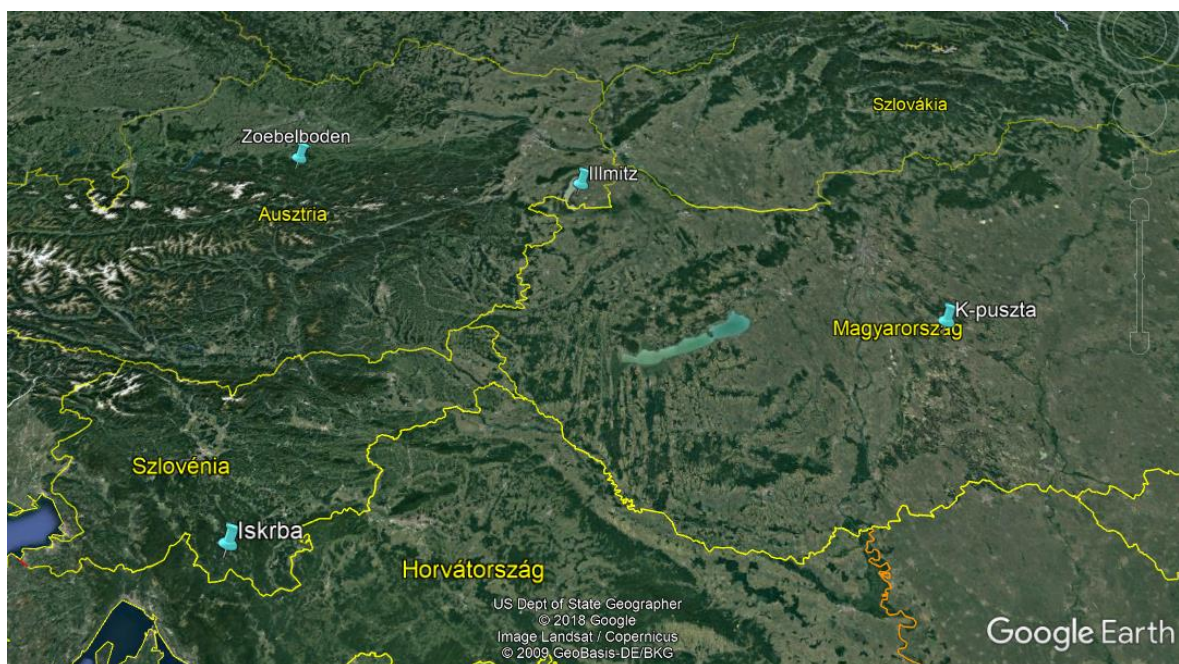 Szlovákia
Zoebelboden
Illmitz
Ausztria
K-puszta
Magyarország
Szlovénia
Iskrba
Horvátország
US Dept of State Geographer
© 2018 Google
Image Landsat / Copernicus
© 2009 GeoBasis-DE/BKG
Google Earth